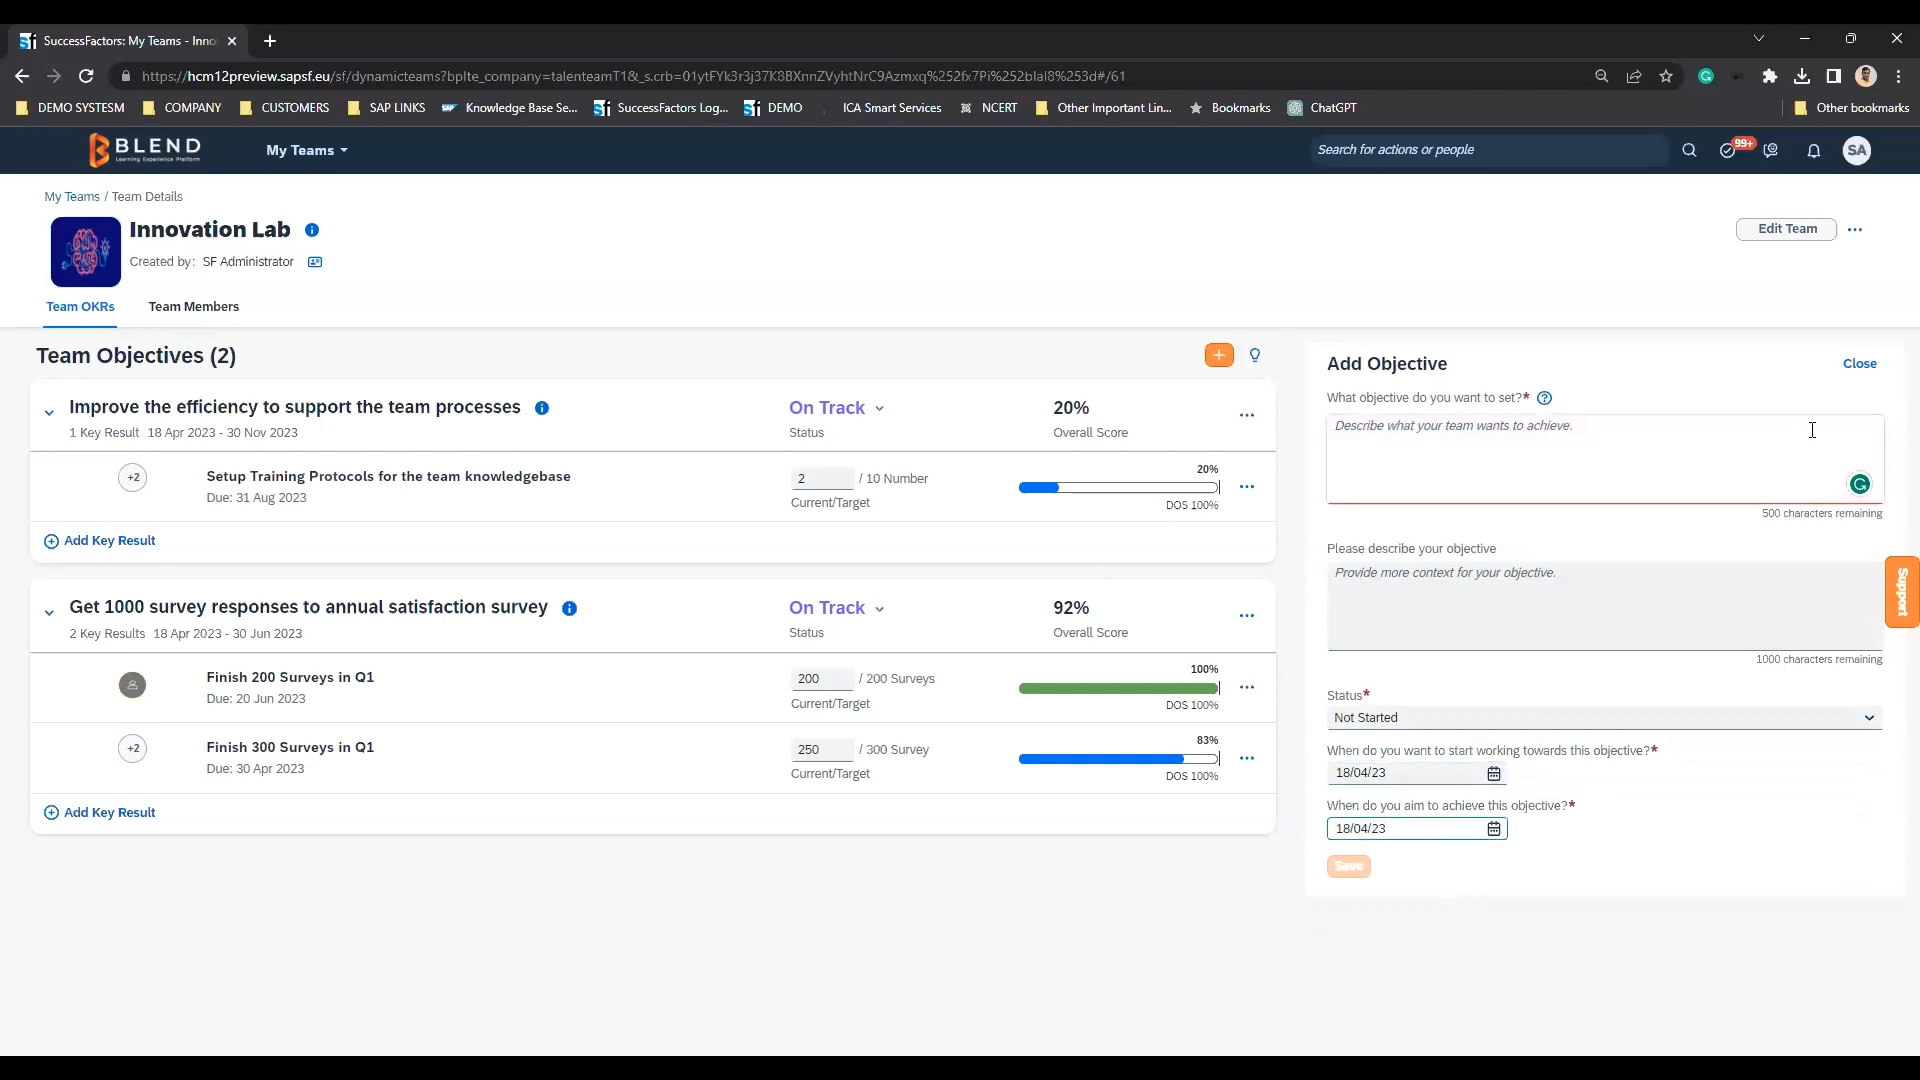 SuccessFactors: My Teams - Inno
https://hcm12preview.sapsf.eu/sf/dynamicteams?bplte_company=talenteamT1&_s.crb=01ytFYk3r3j37K8BXnnZVyhtNrC9Azmxq%252fx7Pi%252blal8%253d#/61
DEMO SYSTESM COMPANY CUSTOMERS SAP LINKS Knowledge Base Se... SuccessFactors Log... DEMO ICA Smart Services NCERT Other Important Lin... Bookmarks ChatGPT Other bookmarks
BLEND
Learning Experience Platform
My Teams
Search for actions or people
99+
SA
My Teams / Team Details
Innovation Lab
Edit Team
Created by: SF Administrator
Team OKRs Team Members
Team Objectives (2)
Improve the efficiency to support the team processes On Track 20%
1 Key Result 18 Apr 2023 - 30 Nov 2023 Status Overall Score
+2 Setup Training Protocols for the team knowledgebase 2 / 10 Number 20%
Due: 31 Aug 2023 Current/Target DOS 100%
Add Key Result
Get 1000 survey responses to annual satisfaction survey On Track 92%
2 Key Results 18 Apr 2023 - 30 Jun 2023 Status Overall Score
Finish 200 Surveys in Q1 200 / 200 Surveys 100%
Due: 20 Jun 2023 Current/Target DOS 100%
+2 Finish 300 Surveys in Q1 250 / 300 Survey 83%
Due: 30 Apr 2023 Current/Target DOS 100%
Add Key Result
Add Objective Close
What objective do you want to set?*
Describe what your team wants to achieve.
500 characters remaining
Please describe your objective
Provide more context for your objective.
1000 characters remaining
Status*
Not Started
When do you want to start working towards this objective?*
18/04/23
When do you aim to achieve this objective?*
18/04/23
Save
Support